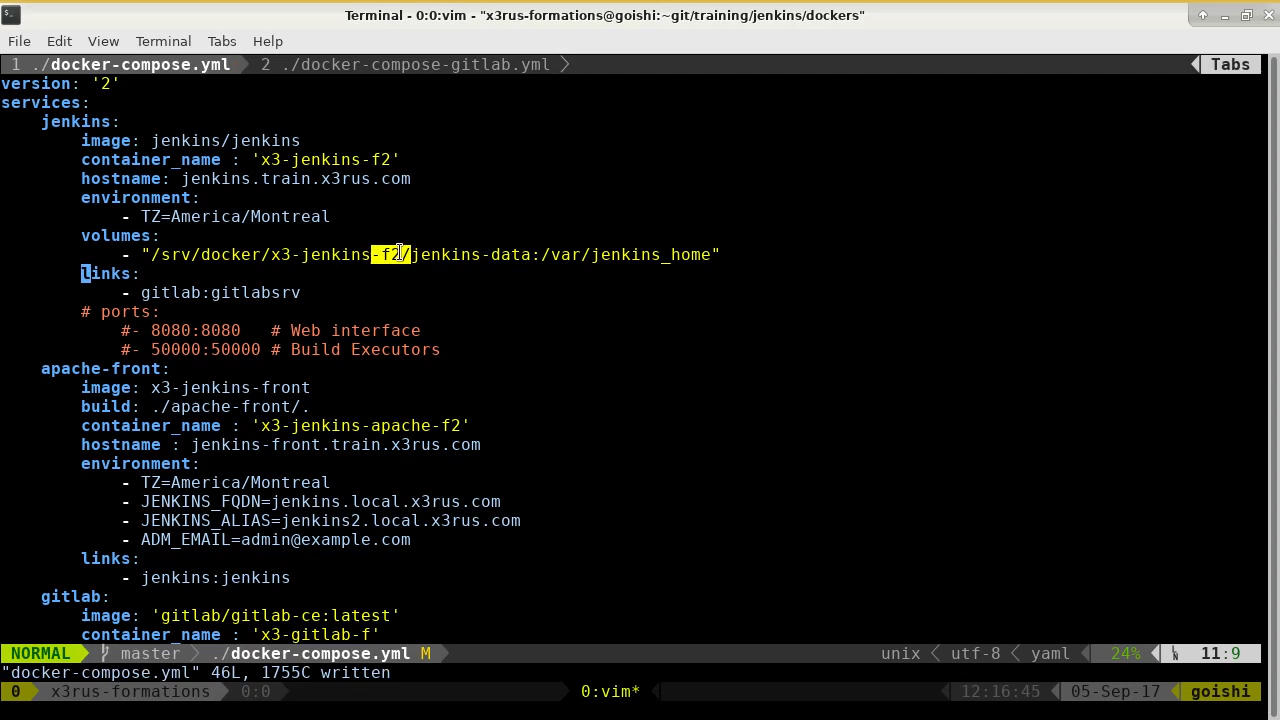 Terminal - 0:0:vim - "x3rus-formations@goishi:~git/training/jenkins/dockers"
File Edit View Terminal Tabs Help
1 ./docker-compose.yml 2 ./docker-compose-gitlab.yml Tabs
version: '2'
services:
    jenkins:
        image: jenkins/jenkins
        container_name : 'x3-jenkins-f2'
        hostname: jenkins.train.x3rus.com
        environment:
            - TZ=America/Montreal
        volumes:
            - "/srv/docker/x3-jenkins-f2/jenkins-data:/var/jenkins_home"
        links:
            - gitlab:gitlabsrv
        # ports:
            #- 8080:8080   # Web interface
            #- 50000:50000 # Build Executors
    apache-front:
        image: x3-jenkins-front
        build: ./apache-front/.
        container_name : 'x3-jenkins-apache-f2'
        hostname : jenkins-front.train.x3rus.com
        environment:
            - TZ=America/Montreal
            - JENKINS_FQDN=jenkins.local.x3rus.com
            - JENKINS_ALIAS=jenkins2.local.x3rus.com
            - ADM_EMAIL=admin@example.com
        links:
            - jenkins:jenkins
    gitlab:
        image: 'gitlab/gitlab-ce:latest'
        container_name : 'x3-gitlab-f'
NORMAL master ./docker-compose.yml M unix utf-8 yaml 24% 11:9
"docker-compose.yml" 46L, 1755C written
0 x3rus-formations 0:0 0:vim* 12:16:45 05-Sep-17 goishi